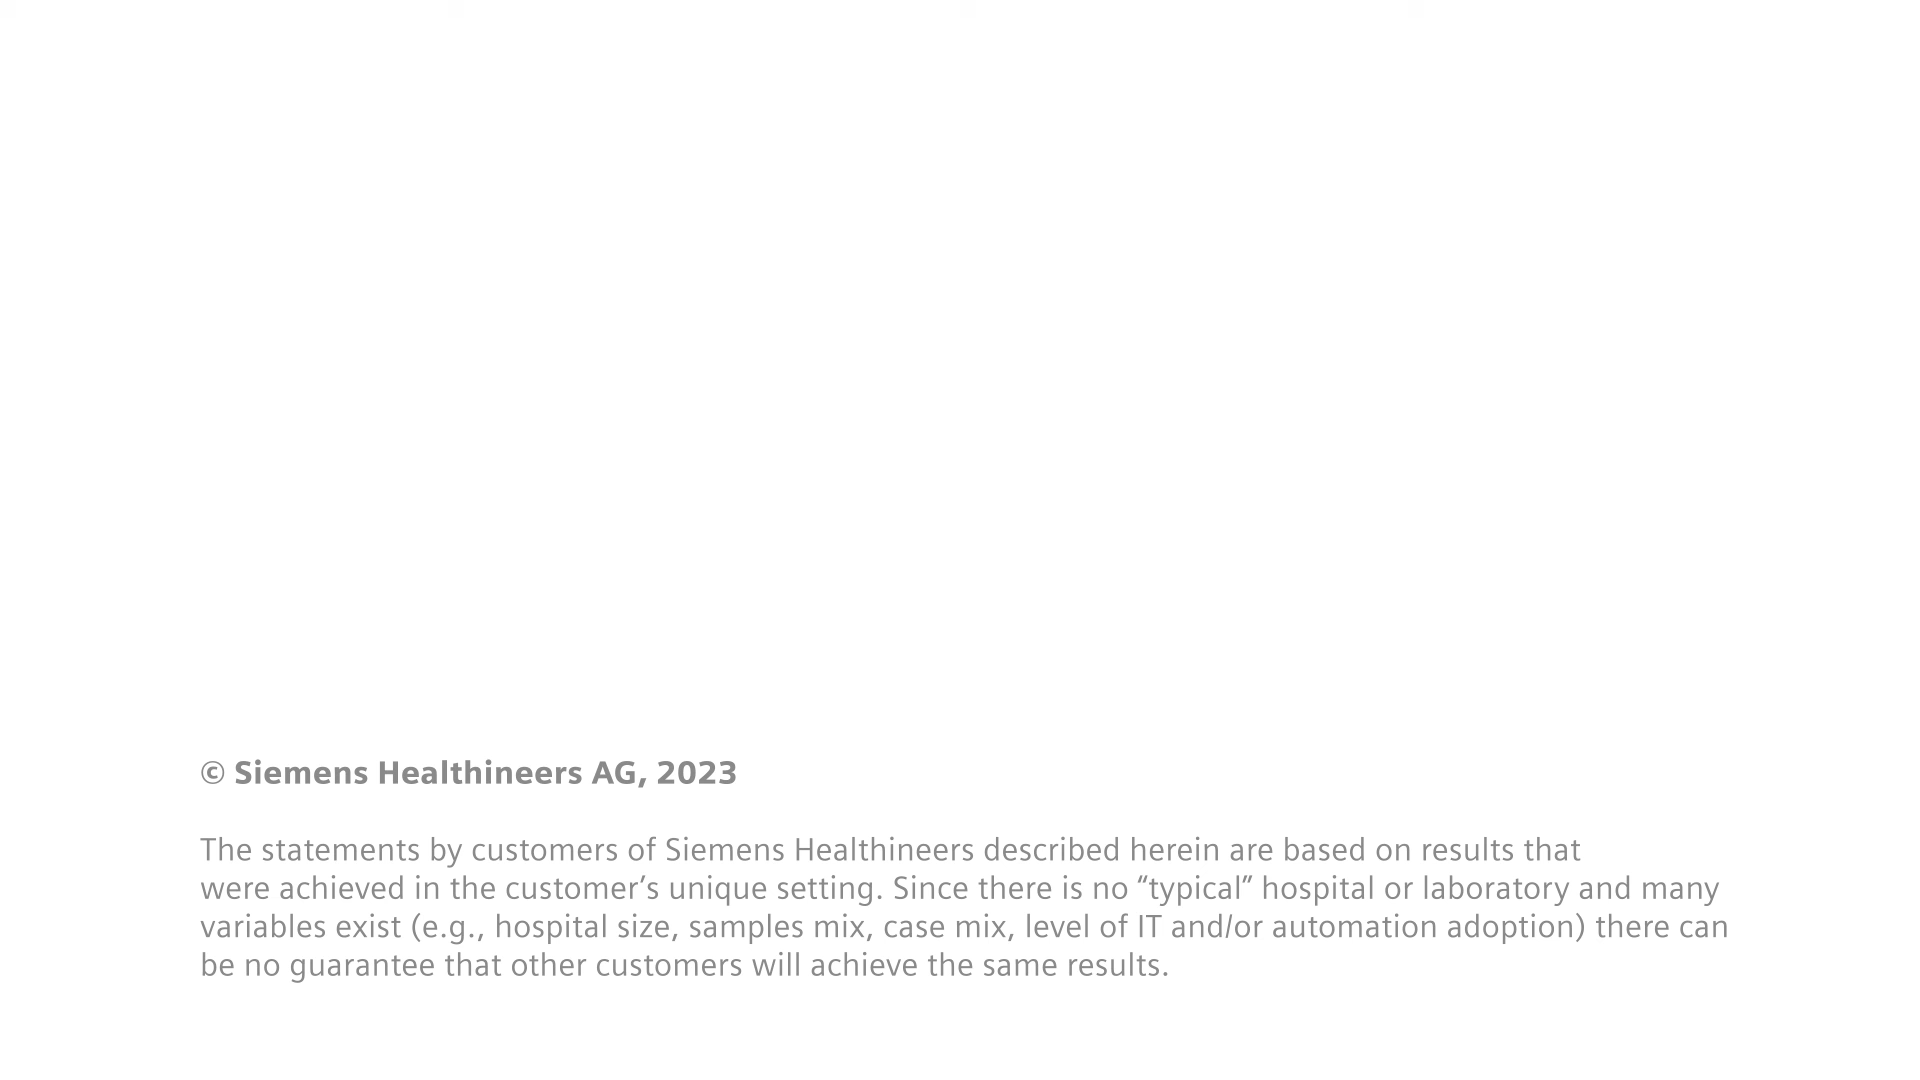 © Siemens Healthineers AG, 2023
The statements by customers of Siemens Healthineers described herein are based on results that
were achieved in the customer’s unique setting. Since there is no “typical” hospital or laboratory and many
variables exist (e.g., hospital size, samples mix, case mix, level of IT and/or automation adoption) there can
be no guarantee that other customers will achieve the same results.